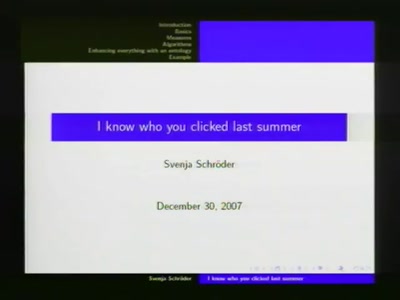 Introduction
Basics
Measures
Algorithms
Enhancing everything with an ontology
Example
I know who you clicked last summer
Svenja Schröder
December 30, 2007
Svenja Schröder
I know who you clicked last summer